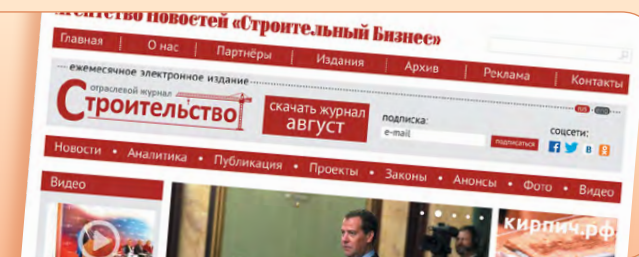 Агентство Новостей «Строительный Бизнес»
Главная | О нас | Партнёры | Издания | Архив | Реклама | Контакты
ежемесячное электронное издание
отраслевой журнал
Строительство
скачать журнал
август
подписка:
e-mail
подписаться
соцсети:
Новости • Аналитика • Публикация • Проекты • Законы • Анонсы • Фото • Видео
Видео
кирпич.рф